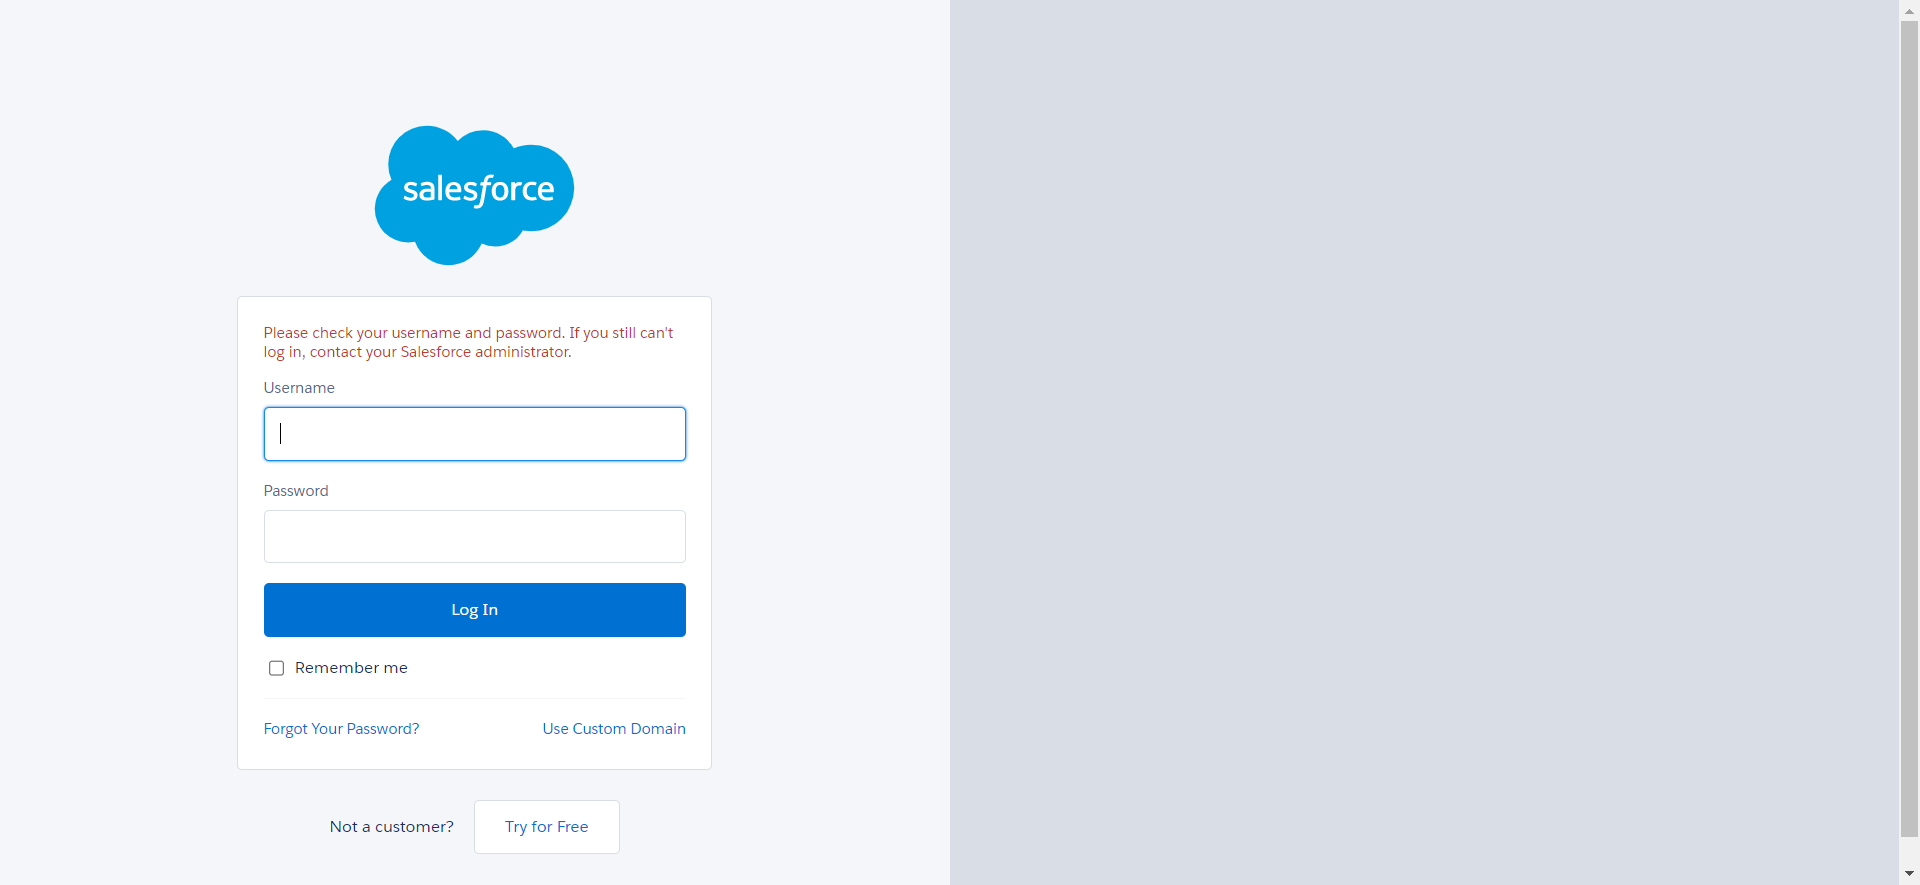 salesforce
Please check your username and password. If you still can't
log in, contact your Salesforce administrator.
Username
Password
Log In
Remember me
Forgot Your Password?
Use Custom Domain
Not a customer?
Try for Free